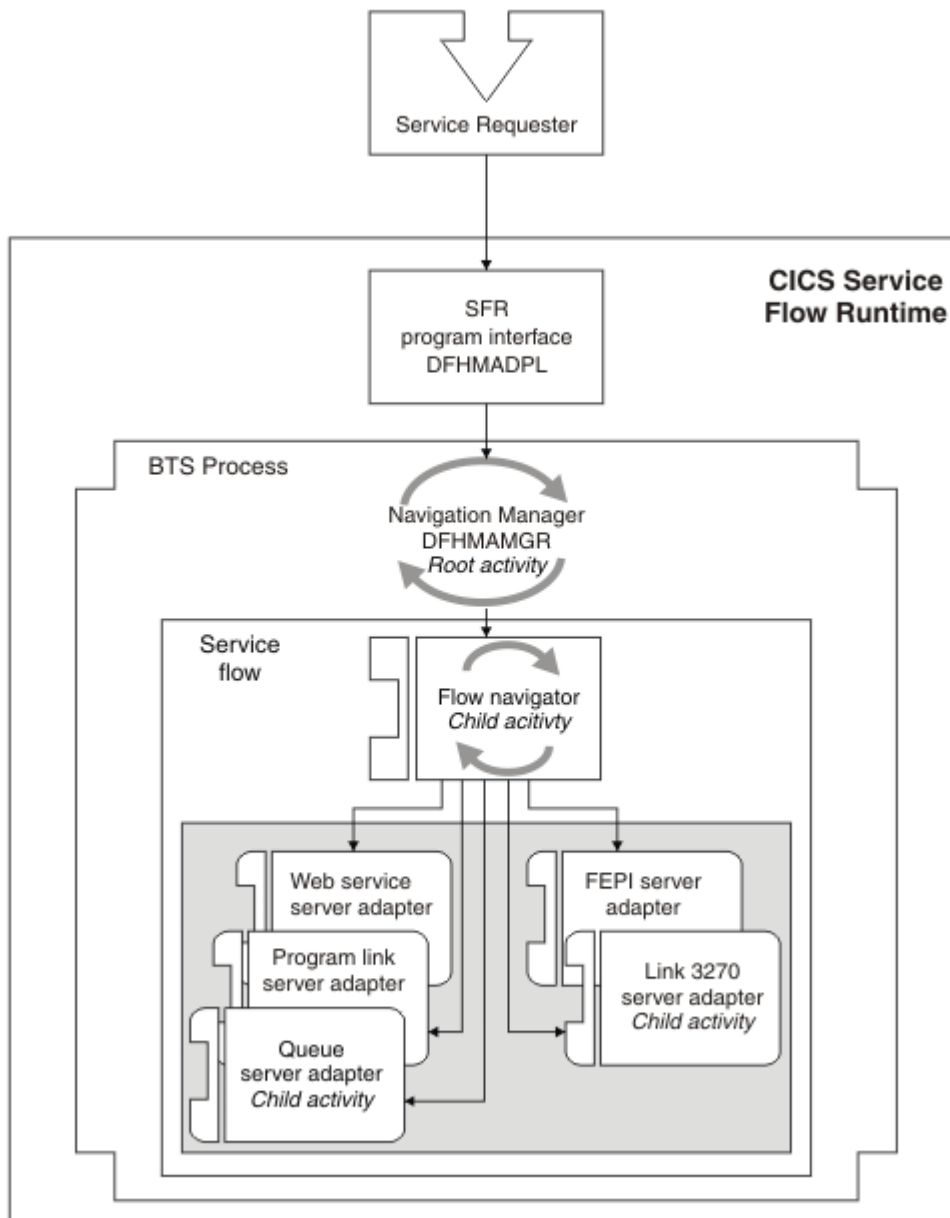 Service Requester
CICS Service
Flow Runtime
SFR
program interface
DFHMADPL
BTS Process
Navigation Manager
DFHMAMGR
Root activity
Service
flow
Flow navigator
Child acitivty
Web service
server adapter
Program link
server adapter
Queue
server adapter
Child activity
FEPI server
adapter
Link 3270
server adapter
Child activity